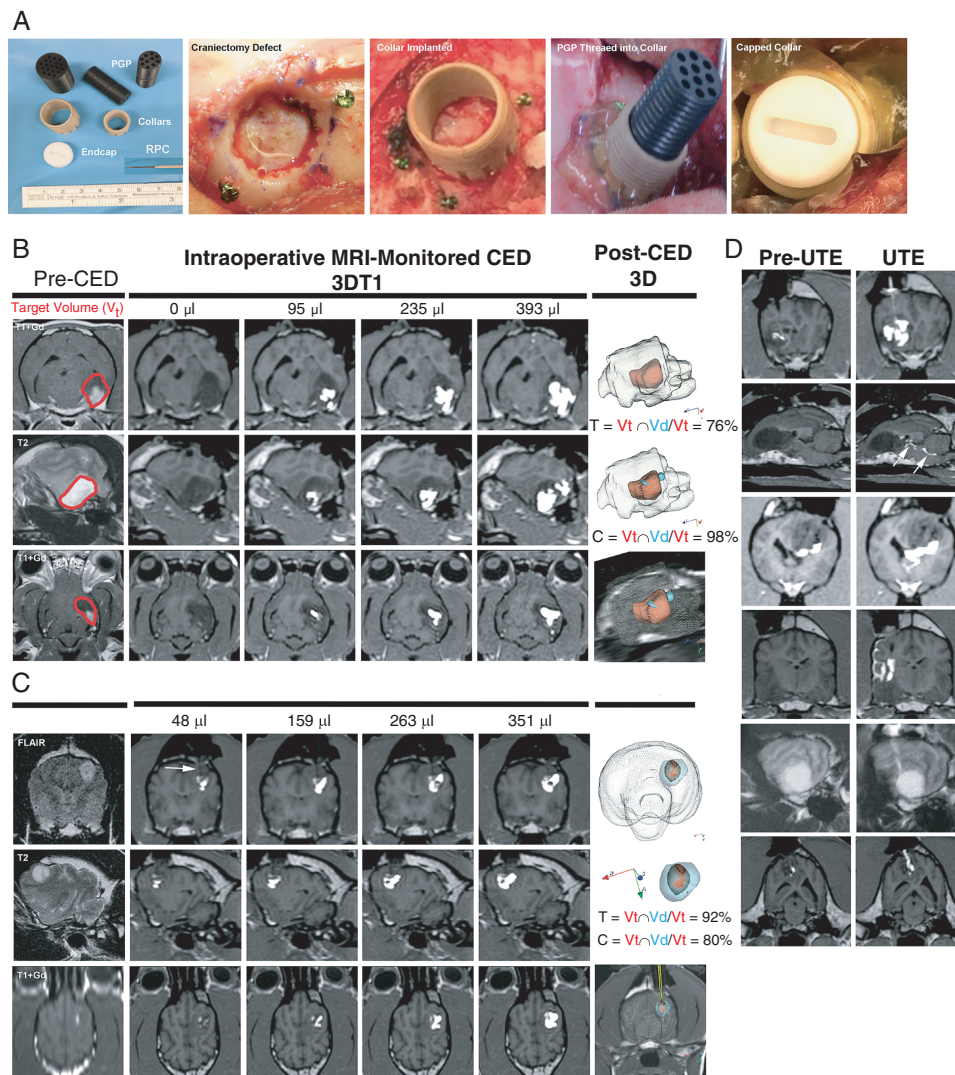 A
PGP
Collars
Endcap
RPC
Craniectomy Defect
Collar Implanted
PGP Threaed into Collar
Capped Collar
B
Pre-CED
Intraoperative MRI-Monitored CED
3DT1
Post-CED
3D
Target Volume (Vt)
0 µl
95 µl
235 µl
393 µl
T1+Gd
T2
T1+Gd
T = Vt∩Vd/Vt = 76%
C = Vt∩Vd/Vt = 98%
C
48 µl
159 µl
263 µl
351 µl
FLAIR
T2
T1+Gd
T = Vt∩Vd/Vt = 92%
C = Vt∩Vd/Vt = 80%
D
Pre-UTE
UTE